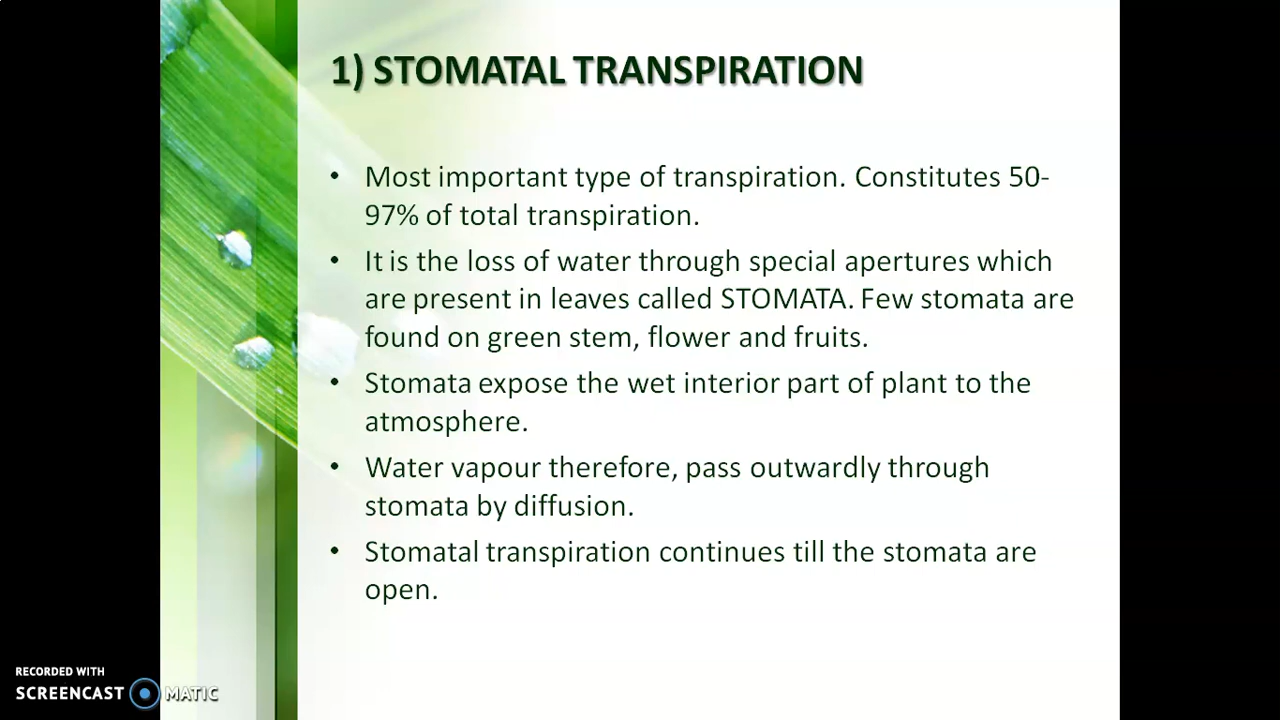 1) STOMATAL TRANSPIRATION
• Most important type of transpiration. Constitutes 50-
97% of total transpiration.
• It is the loss of water through special apertures which
are present in leaves called STOMATA. Few stomata are
found on green stem, flower and fruits.
• Stomata expose the wet interior part of plant to the
atmosphere.
• Water vapour therefore, pass outwardly through
stomata by diffusion.
• Stomatal transpiration continues till the stomata are
open.
RECORDED WITH
SCREENCAST MATIC